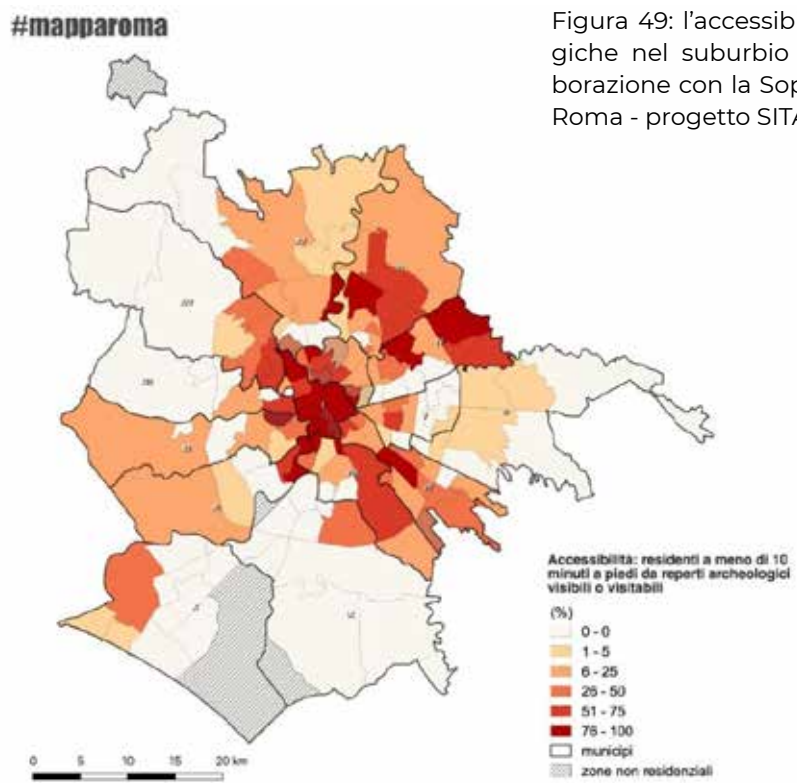 #mapparoma
Figura 49: l'accessib
giche nel suburbio
borazione con la Sop
Roma - progetto SITA
Accessibilità: residenti a meno di 10
minuti a piedi da reperti archeologici
visibili o visitabili
(%)
0 - 0
1 - 5
6 - 25
26 - 50
51 - 75
76 - 100
municipi
zone non residenziali
0 5 10 15 20 km